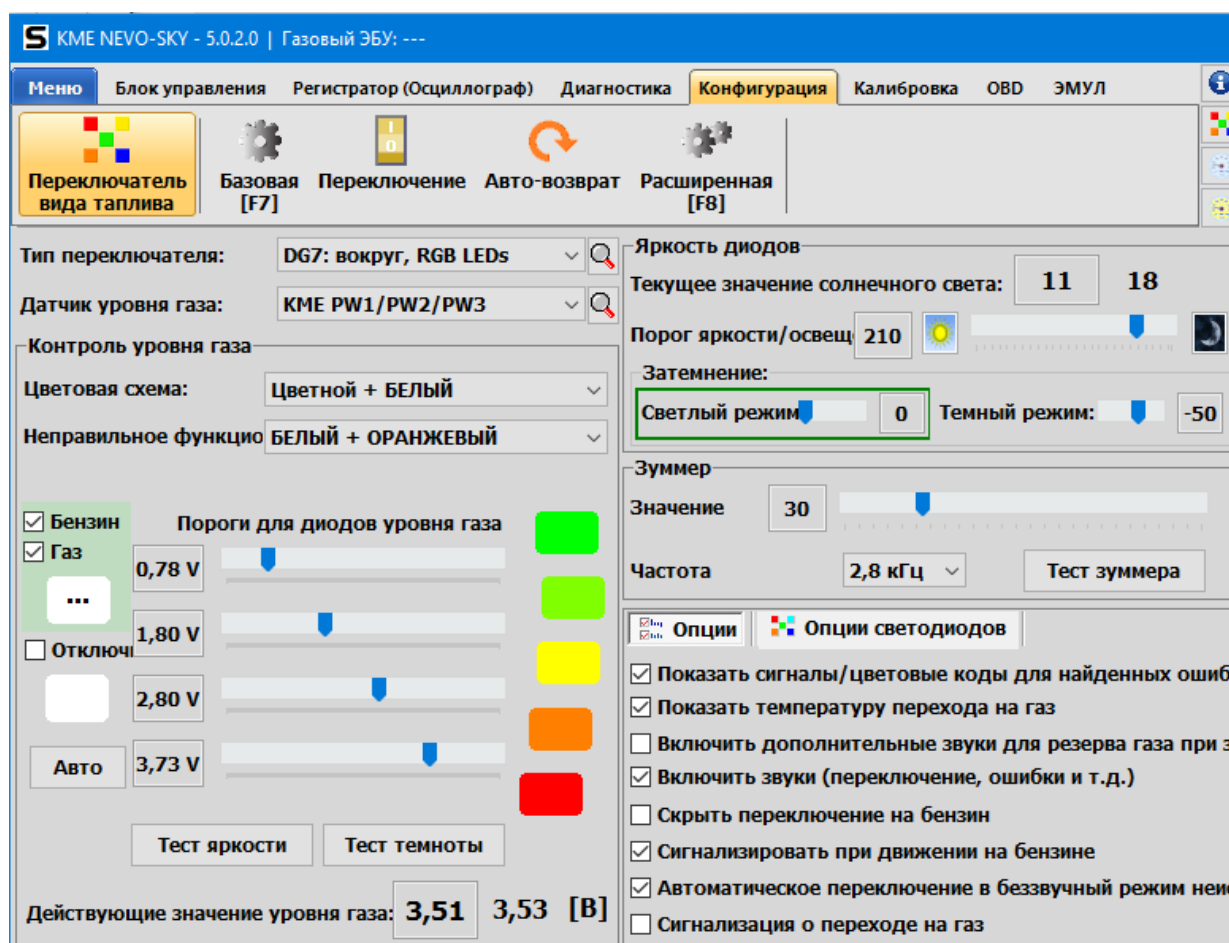 S KME NEVO-SKY - 5.0.2.0 | Газовый ЭБУ: ---
Меню Блок управления Регистратор (Осциллограф) Диагностика Конфигурация Калибровка OBD ЭМУЛ
Переключатель вида таплива
Базовая [F7]
Переключение
Авто-возврат
Расширенная [F8]
Тип переключателя: DG7: вокруг, RGB LEDs
Датчик уровня газа: KME PW1/PW2/PW3
Контроль уровня газа
Цветовая схема: Цветной + БЕЛЫЙ
Неправильное функцио БЕЛЫЙ + ОРАНЖЕВЫЙ
Бензин
Газ
...
Отключ
Авто
Пороги для диодов уровня газа
0,78 V
1,80 V
2,80 V
3,73 V
Тест яркости Тест темноты
Действующие значение уровня газа: 3,51 3,53 [В]
Яркость диодов
Текущее значение солнечного света: 11 18
Порог яркости/освещ 210
Затемнение:
Светлый режим 0 Темный режим: -50
Зуммер
Значение 30
Частота 2,8 кГц Тест зуммера
Опции Опции светодиодов
Показать сигналы/цветовые коды для найденных ошиб
Показать температуру перехода на газ
Включить дополнительные звуки для резерва газа при з
Включить звуки (переключение, ошибки и т.д.)
Скрыть переключение на бензин
Сигнализировать при движении на бензине
Автоматическое переключение в беззвучный режим неи
Сигнализация о переходе на газ